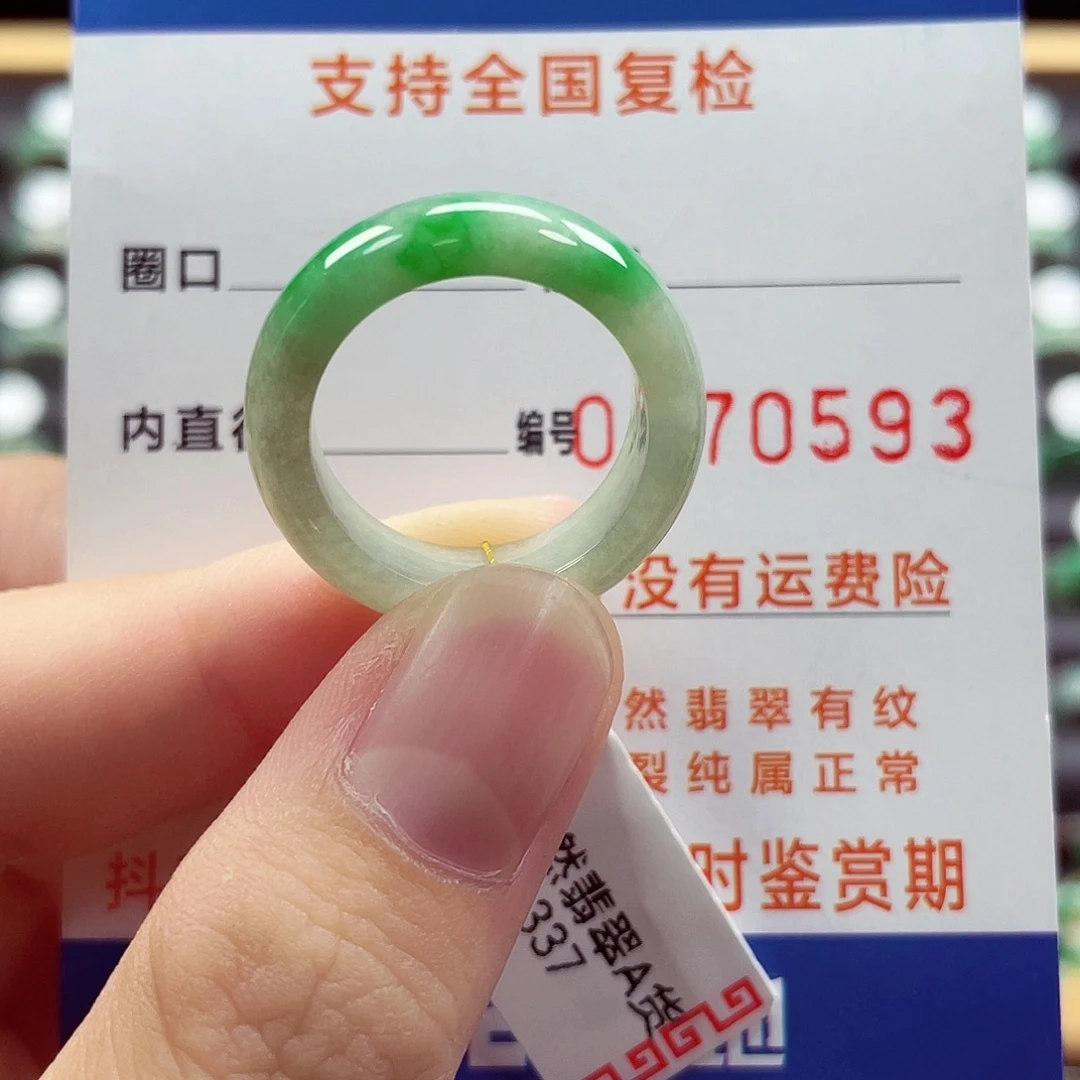 支持全国复检
圈口
内直 编号0 70593
没有运费险
然翡翠有纹
裂纯属正常
抖 时鉴赏期
然翡翠A货
337